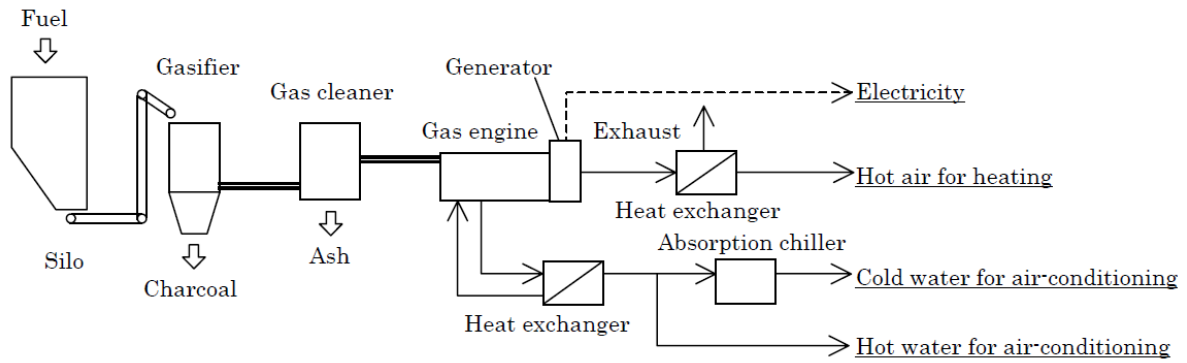 Fuel
Gasifier
Generator
Gas cleaner
Electricity
Gas engine
Exhaust
Hot air for heating
Heat exchanger
Absorption chiller
Silo
Ash
Charcoal
Cold water for air-conditioning
Heat exchanger
Hot water for air-conditioning